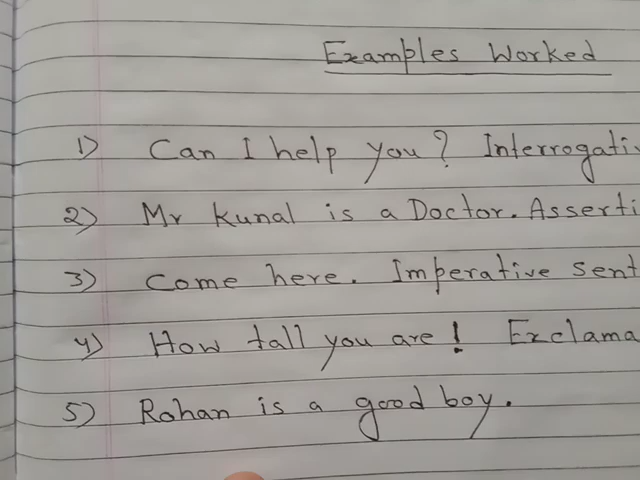 Examples Worked
1) Can I help you? Interrogativ
2) Mr Kunal is a Doctor. Asserti
3) Come here. Imperative Sent
4) How tall you are! Exclama
5) Rohan is a good boy.